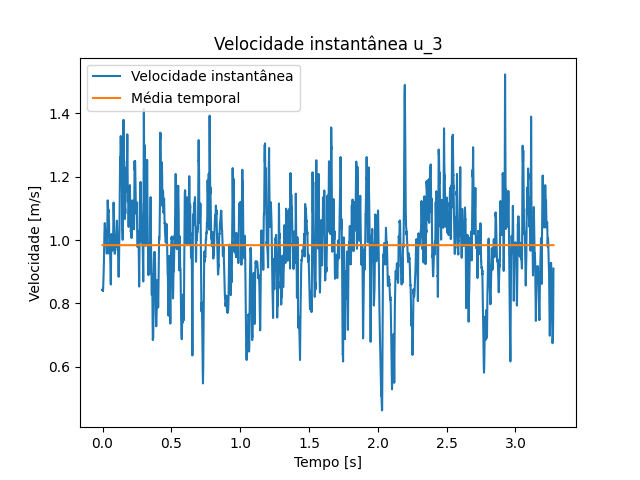 Velocidade instantânea u_3
Velocidade instantânea
Média temporal
Velocidade [m/s]
1.4
1.2
1.0
0.8
0.6
0.0 0.5 1.0 1.5 2.0 2.5 3.0
Tempo [s]